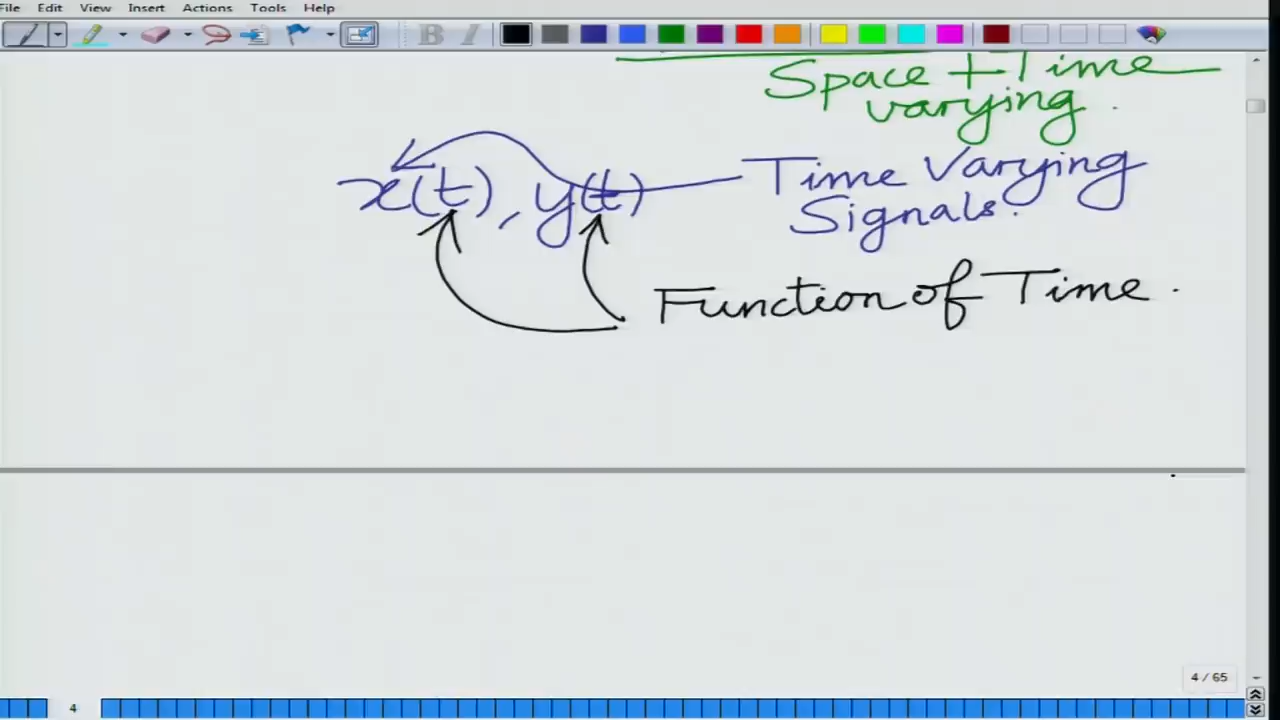 File Edit View Insert Actions Tools Help
B I
Space + Time
varying.
x(t), y(t)
Time Varying
Signals.
Function of Time.
4 / 65
4